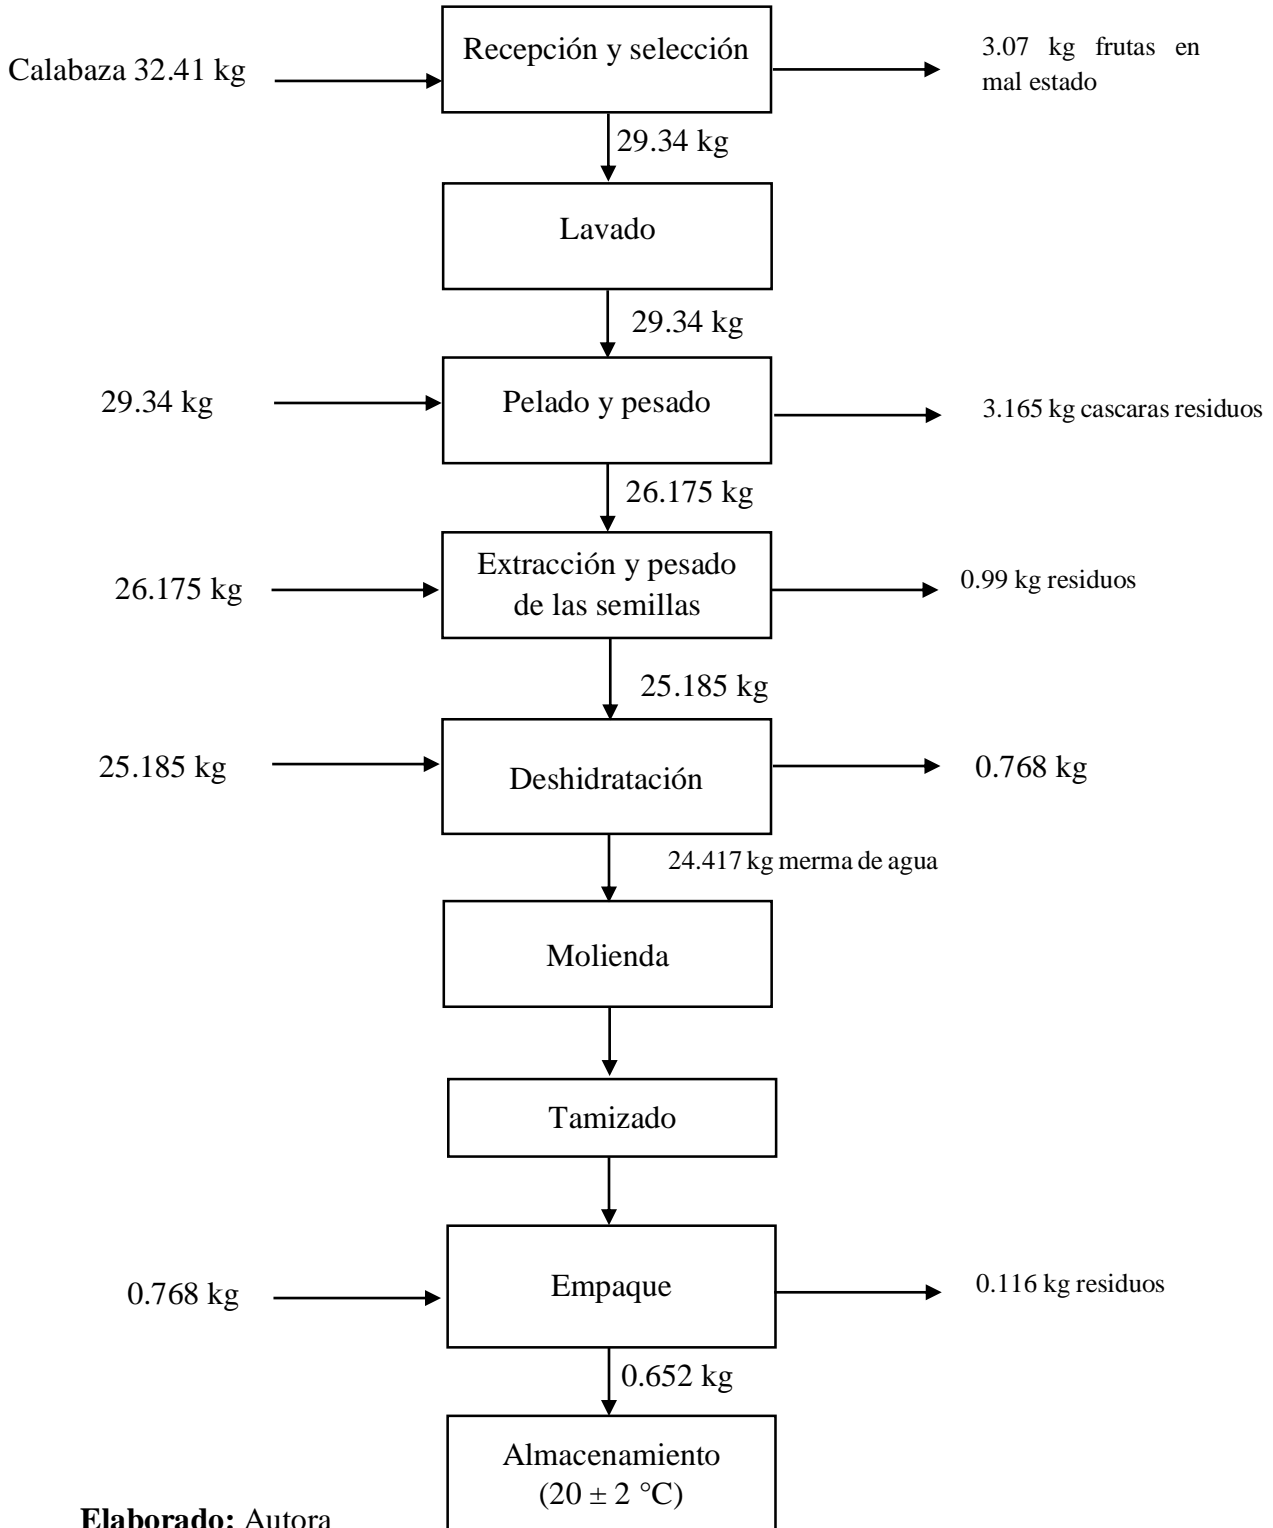 Recepción y selección
Calabaza 32.41 kg
3.07 kg frutas en
mal estado
29.34 kg
Lavado
29.34 kg
29.34 kg
Pelado y pesado
3.165 kg cascaras residuos
26.175 kg
26.175 kg
Extracción y pesado
de las semillas
0.99 kg residuos
25.185 kg
25.185 kg
Deshidratación
0.768 kg
24.417 kg merma de agua
Molienda
Tamizado
0.768 kg
Empaque
0.116 kg residuos
0.652 kg
Almacenamiento
(20 ± 2 °C)
Elaborado: Autora